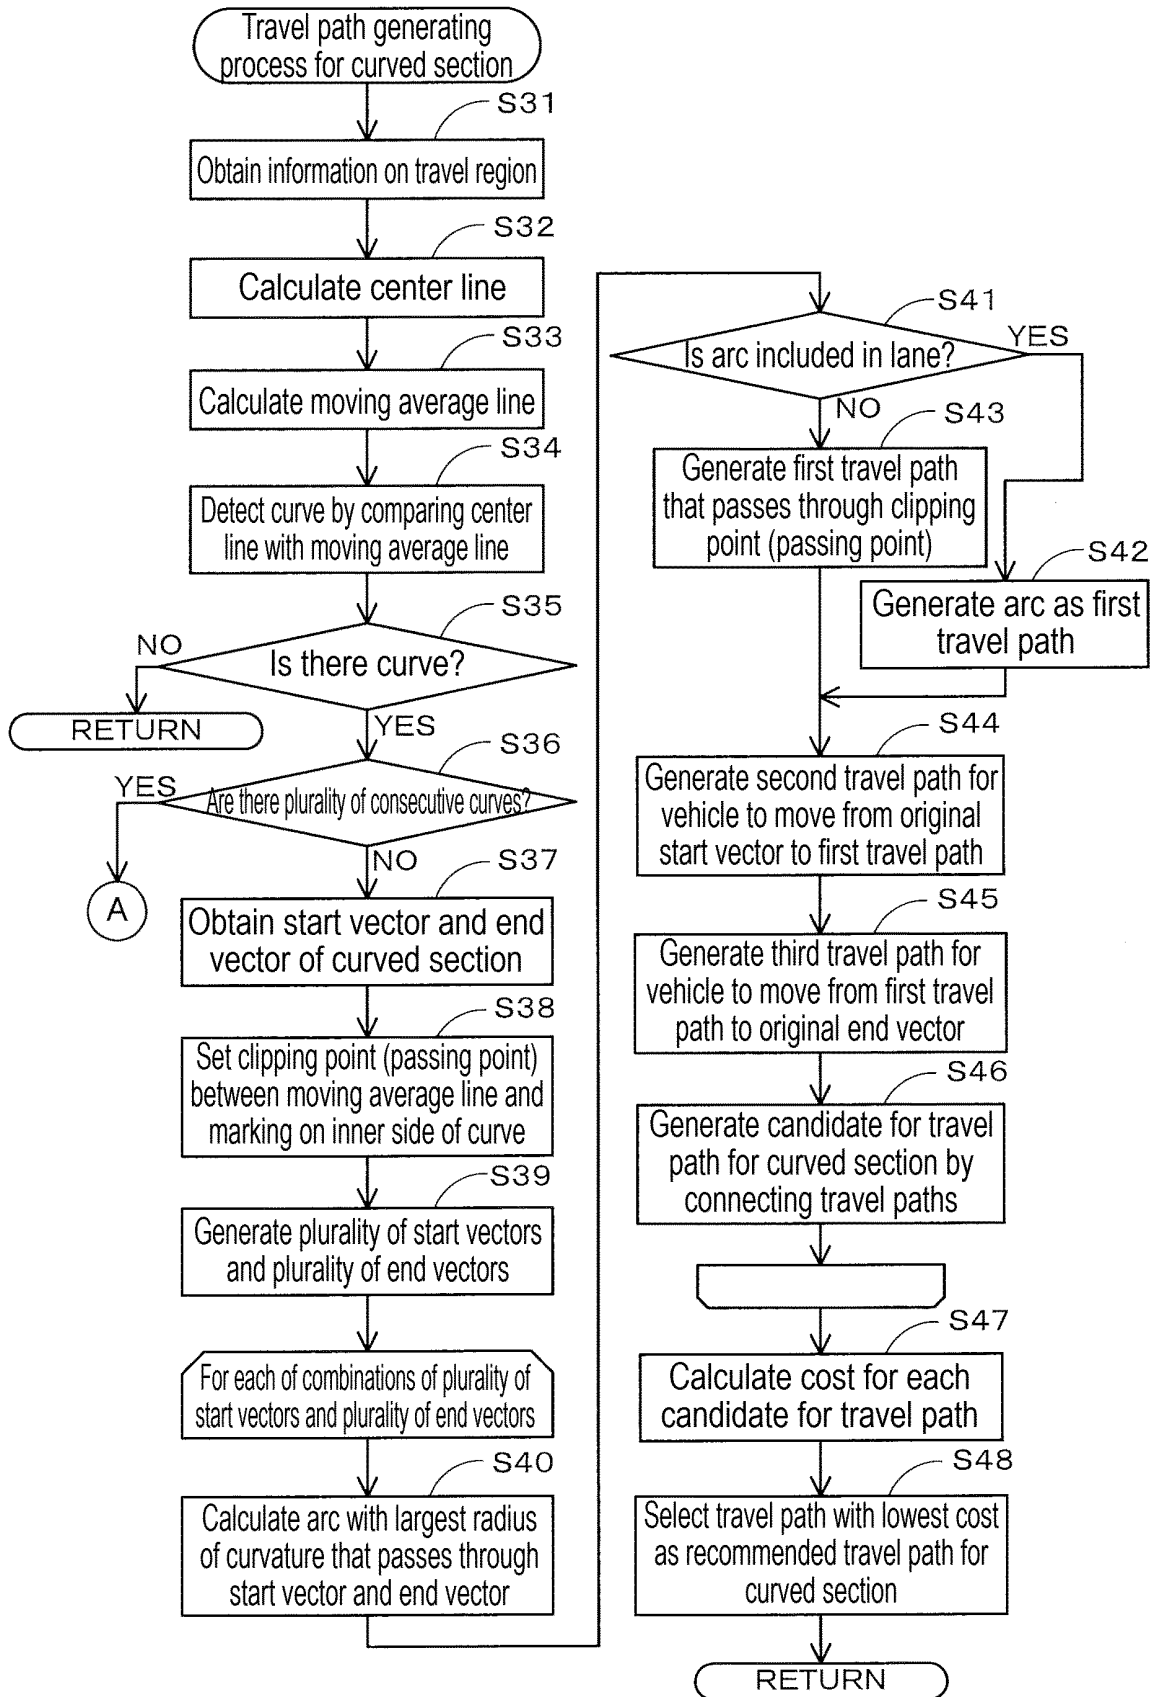 Travel path generating
process for curved section
S31
Obtain information on travel region
S32
Calculate center line
S33
Calculate moving average line
S34
Detect curve by comparing center
line with moving average line
S35
Is there curve?
NO
RETURN
YES
S36
Are there plurality of consecutive curves?
YES
A
NO
S37
Obtain start vector and end
vector of curved section
S38
Set clipping point (passing point)
between moving average line and
marking on inner side of curve
S39
Generate plurality of start vectors
and plurality of end vectors
For each of combinations of plurality of
start vectors and plurality of end vectors
S40
Calculate arc with largest radius
of curvature that passes through
start vector and end vector
S41
Is arc included in lane?
YES
NO
S43
Generate first travel path
that passes through clipping
point (passing point)
S42
Generate arc as first
travel path
S44
Generate second travel path for
vehicle to move from original
start vector to first travel path
S45
Generate third travel path for
vehicle to move from first travel
path to original end vector
S46
Generate candidate for travel
path for curved section by
connecting travel paths
S47
Calculate cost for each
candidate for travel path
S48
Select travel path with lowest cost
as recommended travel path for
curved section
RETURN